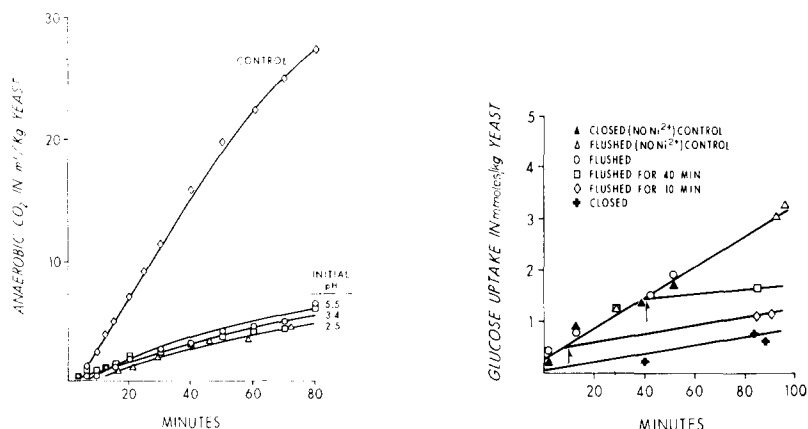 30
20
10
20
40
60
80
MINUTES
ANAEROBIC CO₂ IN ml/Kg YEAST
CONTROL
INITIAL
pH
5.5
3.4
2.5
5
4
3
2
1
20
40
60
80
100
MINUTES
GLUCOSE UPTAKE IN mmoles/kg YEAST
CLOSED (NO Ni²⁺) CONTROL
FLUSHED (NO Ni²⁺) CONTROL
FLUSHED
FLUSHED FOR 40 MIN
FLUSHED FOR 10 MIN
CLOSED